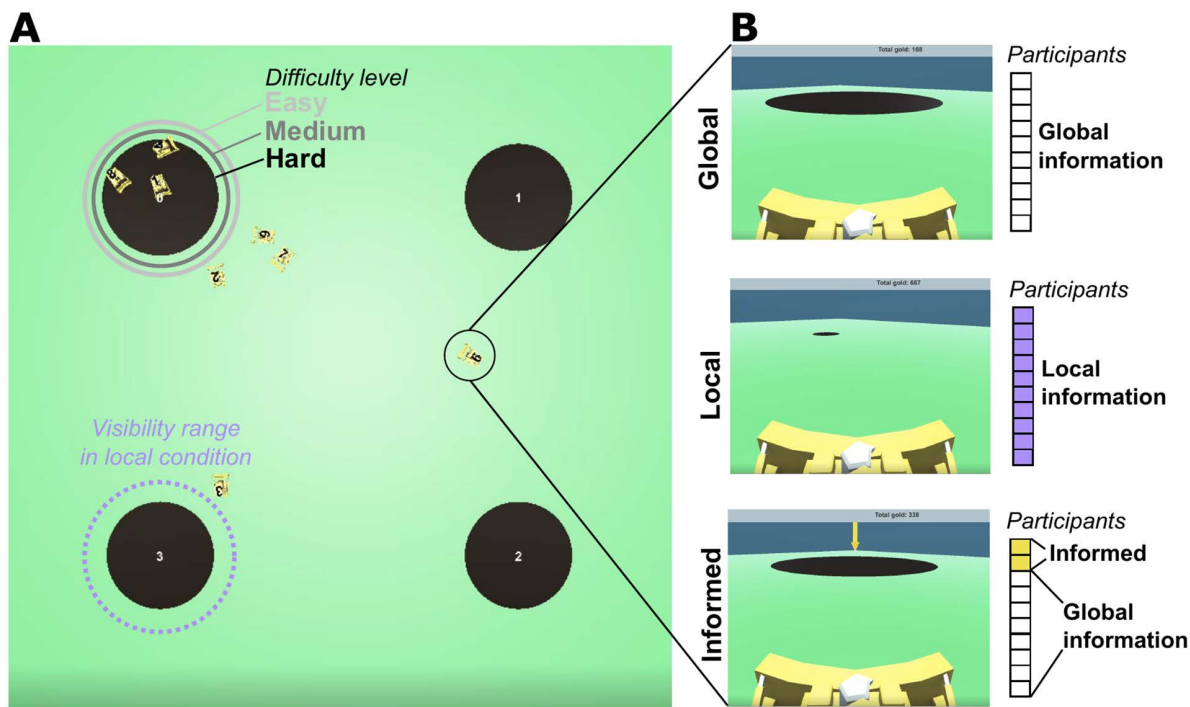 A
Difficulty level
Easy
Medium
Hard
1
Visibility range
in local condition
3
2
B
Global
Total gold: 168
Participants
Global
information
Local
Total gold: 667
Participants
Local
information
Informed
Total gold: 338
Participants
Informed
Global
information